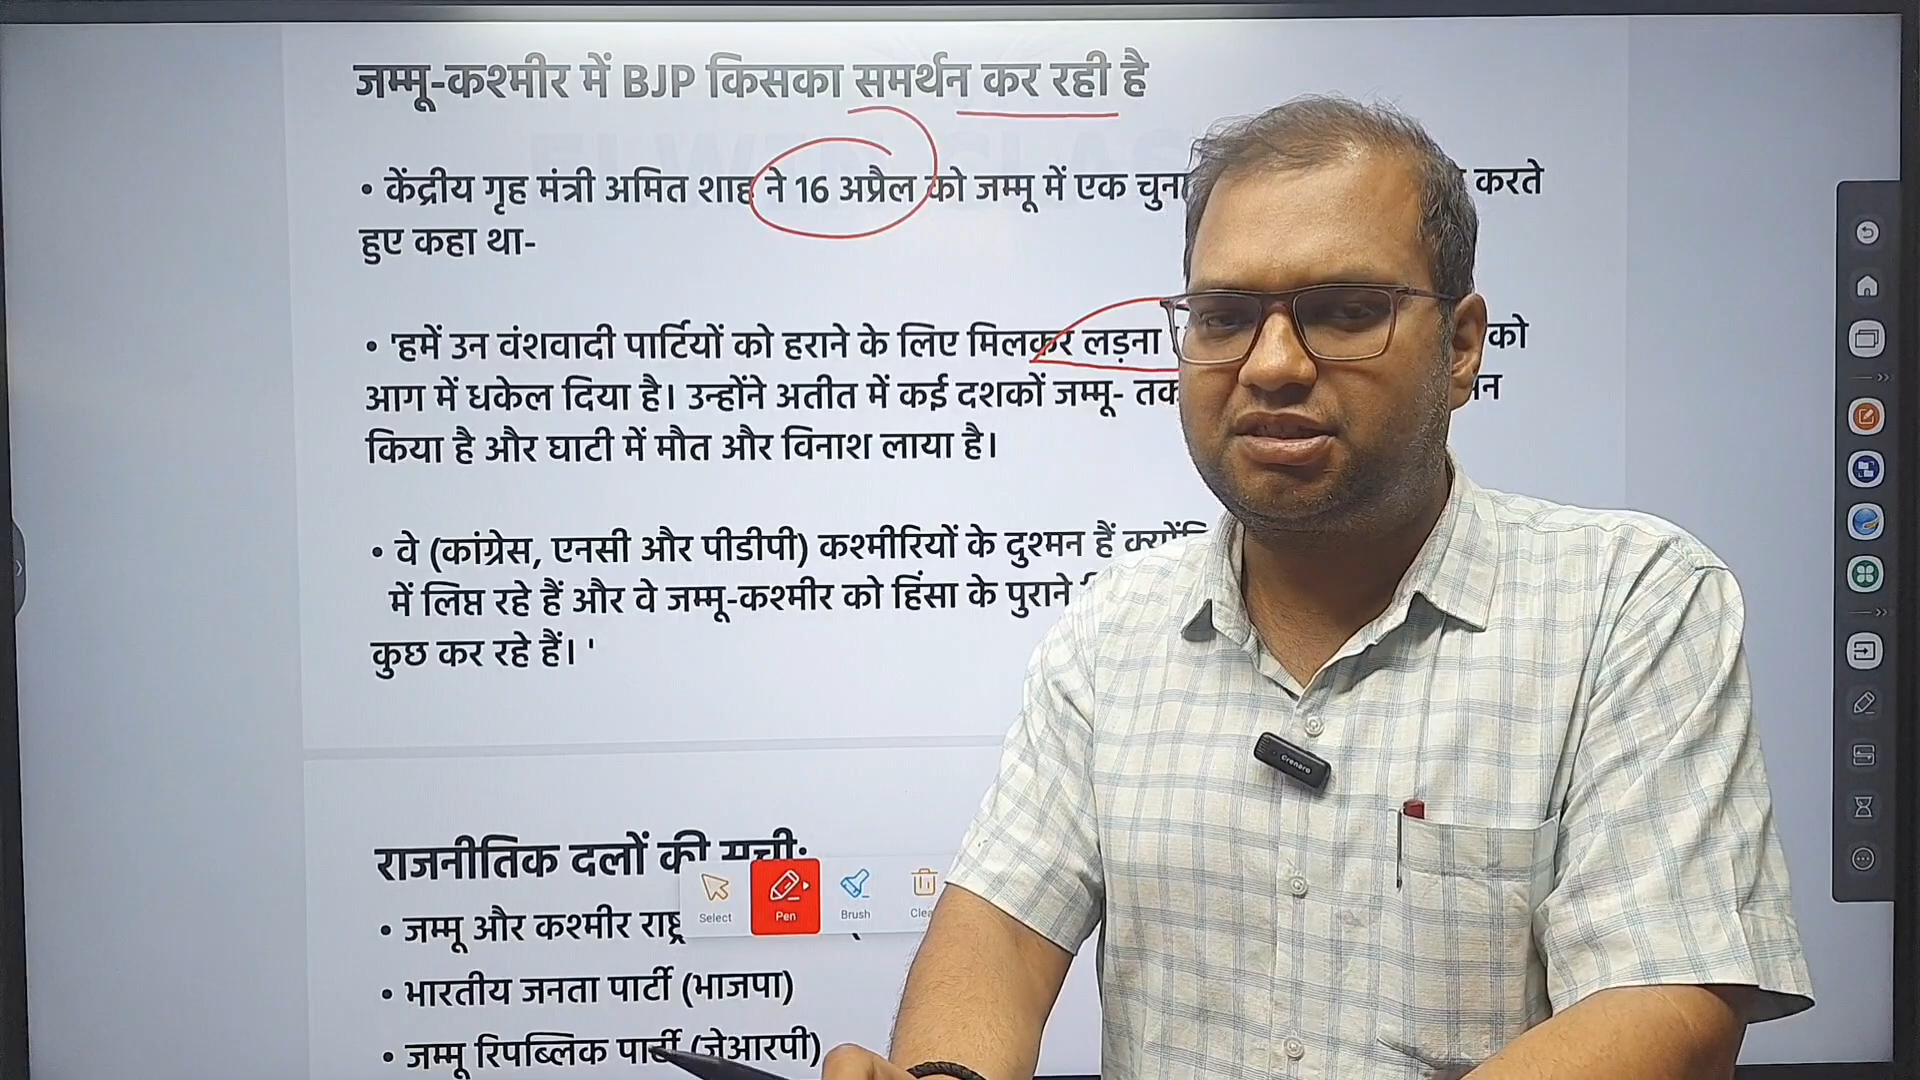 जम्मू-कश्मीर में BJP किसका समर्थन कर रही है
• केंद्रीय गृह मंत्री अमित शाह ने 16 अप्रैल को जम्मू में एक करते
हुए कहा था-
• 'हमें उन वंशवादी पार्टियों को हराने के लिए मिलकर लड़ना को
आग में धकेल दिया है। उन्होंने अतीत में कई दशकों जम्मू- तक
किया है और घाटी में मौत और विनाश लाया है।
• वे (कांग्रेस, एनसी और पीडीपी) कश्मीरियों के दुश्मन हैं
में लिप्त रहे हैं और वे जम्मू-कश्मीर को हिंसा के पुराने
कुछ कर रहे हैं। '
राजनीतिक दलों की
Select Pen Brush
• जम्मू और कश्मीर
• भारतीय जनता पार्टी (भाजपा)
• जम्मू रिपब्लिक पार्टी (जेआरपी)